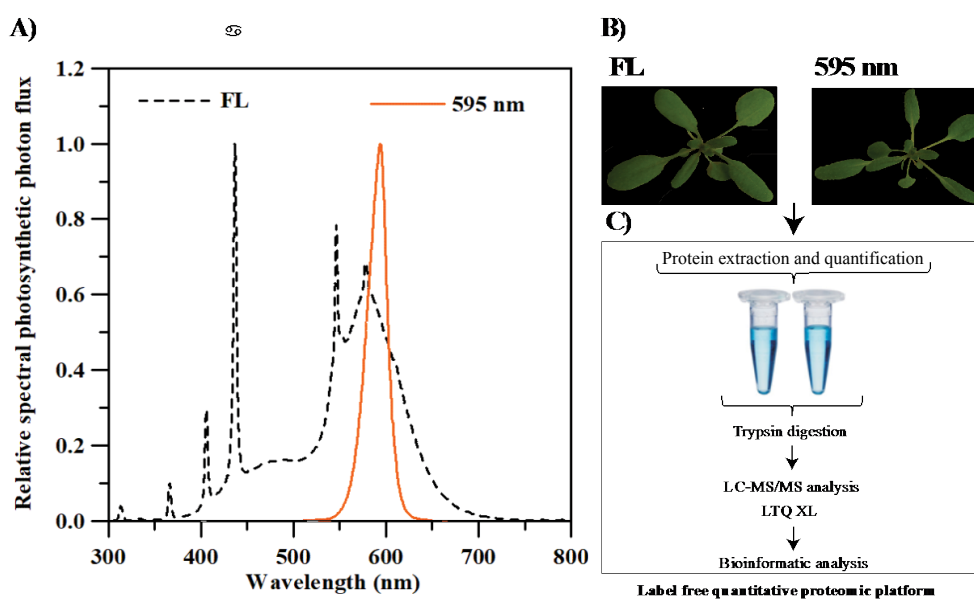 A)
♋
Relative spectral photosynthetic photon flux
1.2
1.0
0.8
0.6
0.4
0.2
0.0
FL
595 nm
300 400 500 600 700 800
Wavelength (nm)
B)
FL 595 nm
C)
Protein extraction and quantification
Trypsin digestion
LC-MS/MS analysis
LTQ XL
Bioinformatic analysis
Label free quantitative proteomic platform